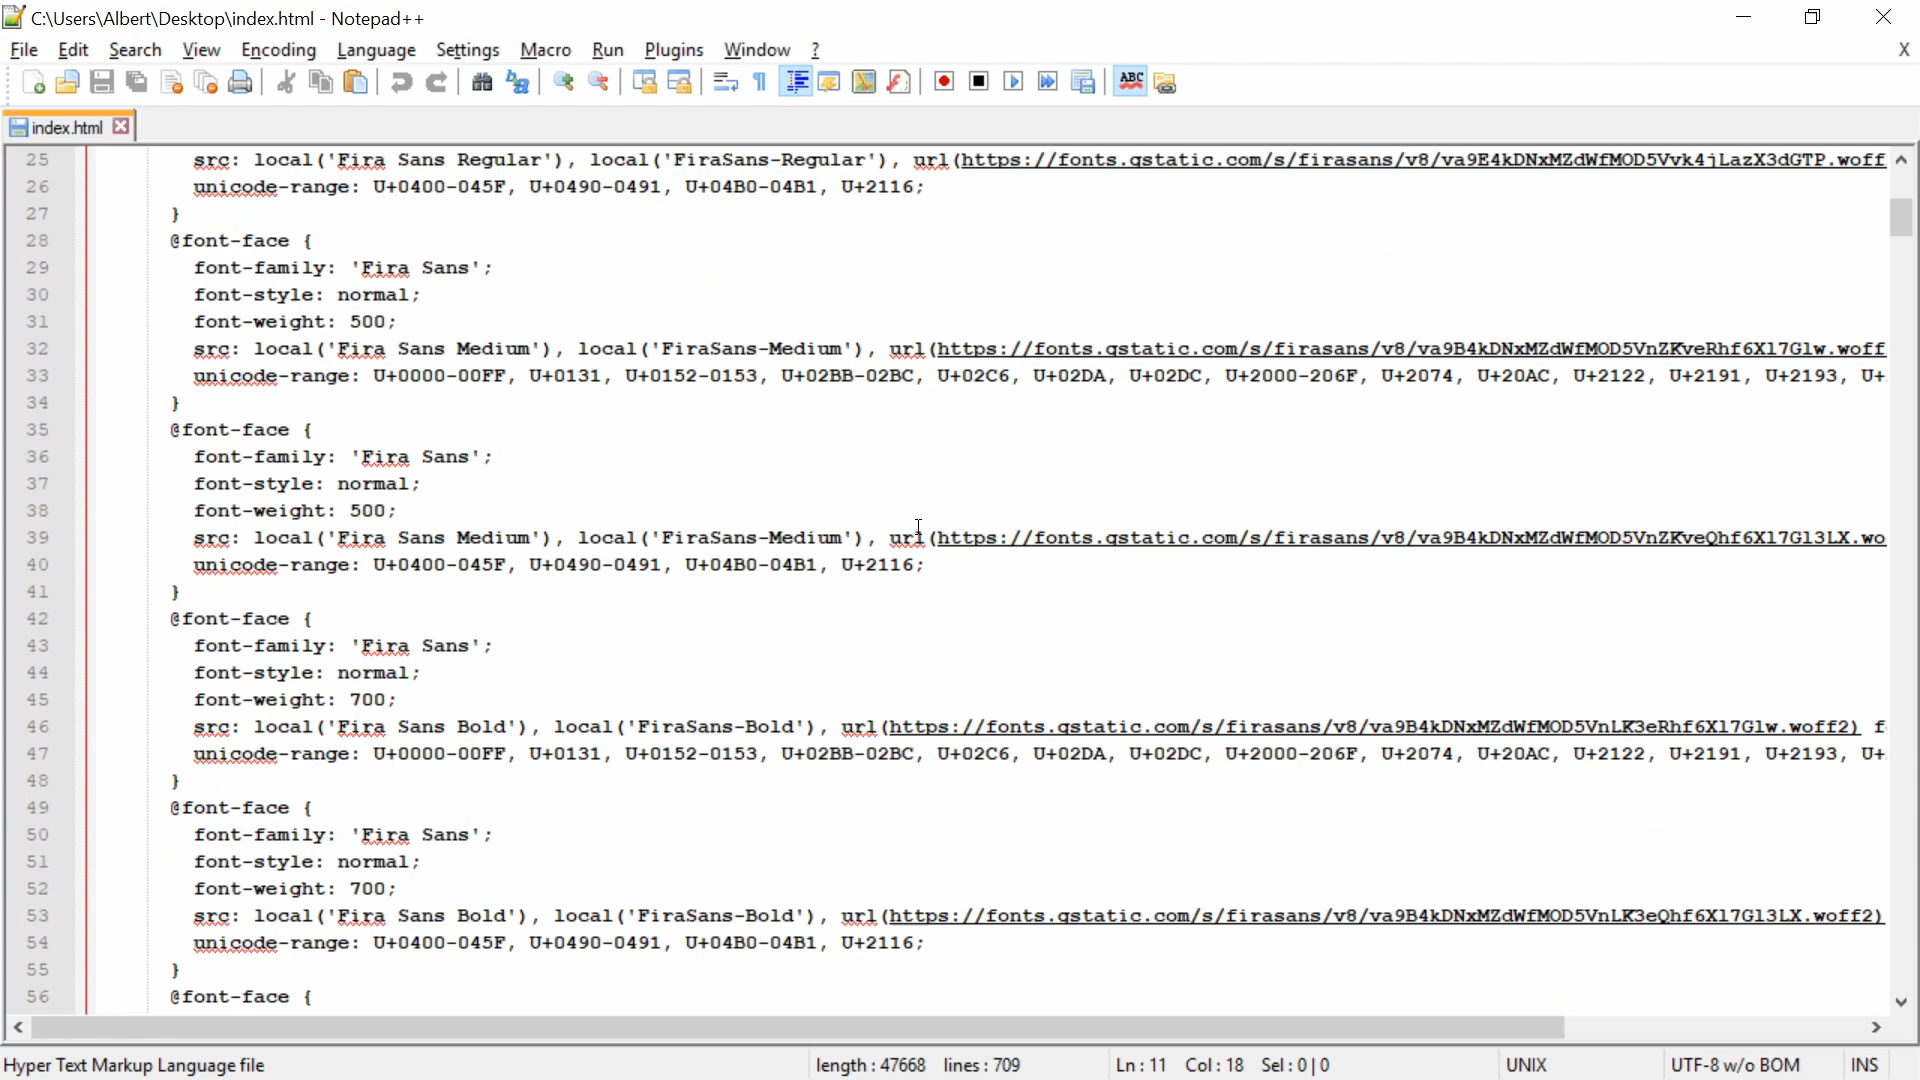 C:\Users\Albert\Desktop\index.html - Notepad++
File Edit Search View Encoding Language Settings Macro Run Plugins Window ? X
ABC
index.html
25 src: local('Fira Sans Regular'), local('FiraSans-Regular'), url(https://fonts.gstatic.com/s/firasans/v8/va9E4kDNxMZdWfMOD5Vvk4jLazX3dGTP.woff
26 unicode-range: U+0400-045F, U+0490-0491, U+04B0-04B1, U+2116;
27 }
28 @font-face {
29 font-family: 'Fira Sans';
30 font-style: normal;
31 font-weight: 500;
32 src: local('Fira Sans Medium'), local('FiraSans-Medium'), url(https://fonts.gstatic.com/s/firasans/v8/va9B4kDNxMZdWfMOD5VnZKveRhf6Xl7Glw.woff
33 unicode-range: U+0000-00FF, U+0131, U+0152-0153, U+02BB-02BC, U+02C6, U+02DA, U+02DC, U+2000-206F, U+2074, U+20AC, U+2122, U+2191, U+2193, U+
34 }
35 @font-face {
36 font-family: 'Fira Sans';
37 font-style: normal;
38 font-weight: 500;
39 src: local('Fira Sans Medium'), local('FiraSans-Medium'), url(https://fonts.gstatic.com/s/firasans/v8/va9B4kDNxMZdWfMOD5VnZKveQhf6Xl7Gl3LX.wo
40 unicode-range: U+0400-045F, U+0490-0491, U+04B0-04B1, U+2116;
41 }
42 @font-face {
43 font-family: 'Fira Sans';
44 font-style: normal;
45 font-weight: 700;
46 src: local('Fira Sans Bold'), local('FiraSans-Bold'), url(https://fonts.gstatic.com/s/firasans/v8/va9B4kDNxMZdWfMOD5VnLK3eRhf6Xl7Glw.woff2) f
47 unicode-range: U+0000-00FF, U+0131, U+0152-0153, U+02BB-02BC, U+02C6, U+02DA, U+02DC, U+2000-206F, U+2074, U+20AC, U+2122, U+2191, U+2193, U+
48 }
49 @font-face {
50 font-family: 'Fira Sans';
51 font-style: normal;
52 font-weight: 700;
53 src: local('Fira Sans Bold'), local('FiraSans-Bold'), url(https://fonts.gstatic.com/s/firasans/v8/va9B4kDNxMZdWfMOD5VnLK3eQhf6Xl7Gl3LX.woff2)
54 unicode-range: U+0400-045F, U+0490-0491, U+04B0-04B1, U+2116;
55 }
56 @font-face {
Hyper Text Markup Language file length : 47668 lines : 709 Ln : 11 Col : 18 Sel : 0 | 0 UNIX UTF-8 w/o BOM INS